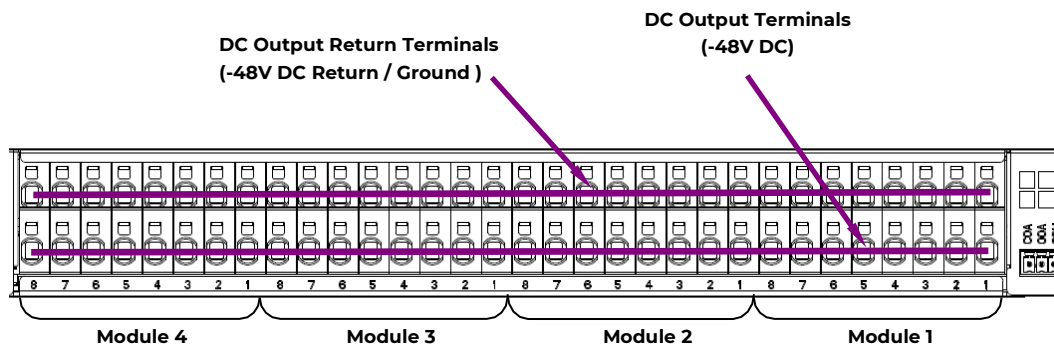 DC Output Terminals
(-48V DC)
DC Output Return Terminals
(-48V DC Return / Ground )
8 7 6 5 4 3 2 1 8 7 6 5 4 3 2 1 8 7 6 5 4 3 2 1 8 7 6 5 4 3 2 1
Module 4 Module 3 Module 2 Module 1